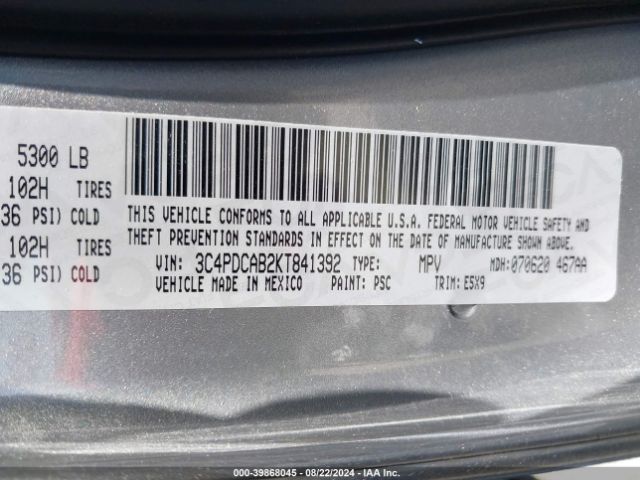 5300 LB
102H TIRES
36 PSI) COLD
102H TIRES
36 PSI) COLD
THIS VEHICLE CONFORMS TO ALL APPLICABLE U.S.A. FEDERAL MOTOR VEHICLE SAFETY AND
THEFT PREVENTION STANDARDS IN EFFECT ON THE DATE OF MANUFACTURE SHOWN ABOVE.
VIN: 3C4PDCAB2KT841392 TYPE: MPV MDH:070620 467AA
VEHICLE MADE IN MEXICO PAINT: PSC TRIM: E5X9
000-39868045 - 08/22/2024 - IAA Inc.